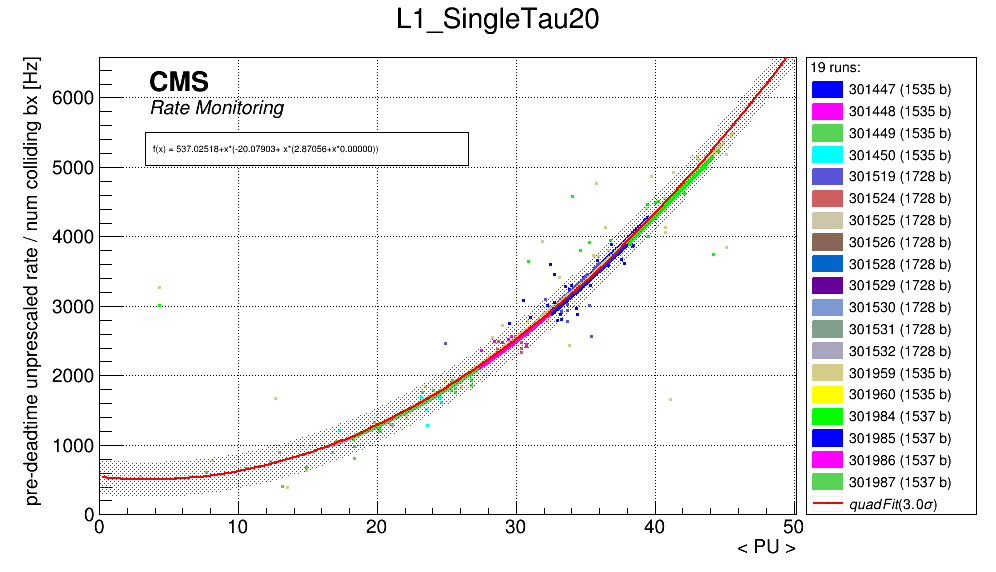 L1_SingleTau20
pre-deadtime unprescaled rate / num colliding bx [Hz]
CMS
Rate Monitoring
f(x) = 537.02518+x*(-20.07903+ x*(2.87056+x*0.00000))
6000
5000
4000
3000
2000
1000
0
0 10 20 30 40 50
< PU >
19 runs:
301447 (1535 b)
301448 (1535 b)
301449 (1535 b)
301450 (1535 b)
301519 (1728 b)
301524 (1728 b)
301525 (1728 b)
301526 (1728 b)
301528 (1728 b)
301529 (1728 b)
301530 (1728 b)
301531 (1728 b)
301532 (1728 b)
301959 (1535 b)
301960 (1535 b)
301984 (1537 b)
301985 (1537 b)
301986 (1537 b)
301987 (1537 b)
quadFit(3.0σ)